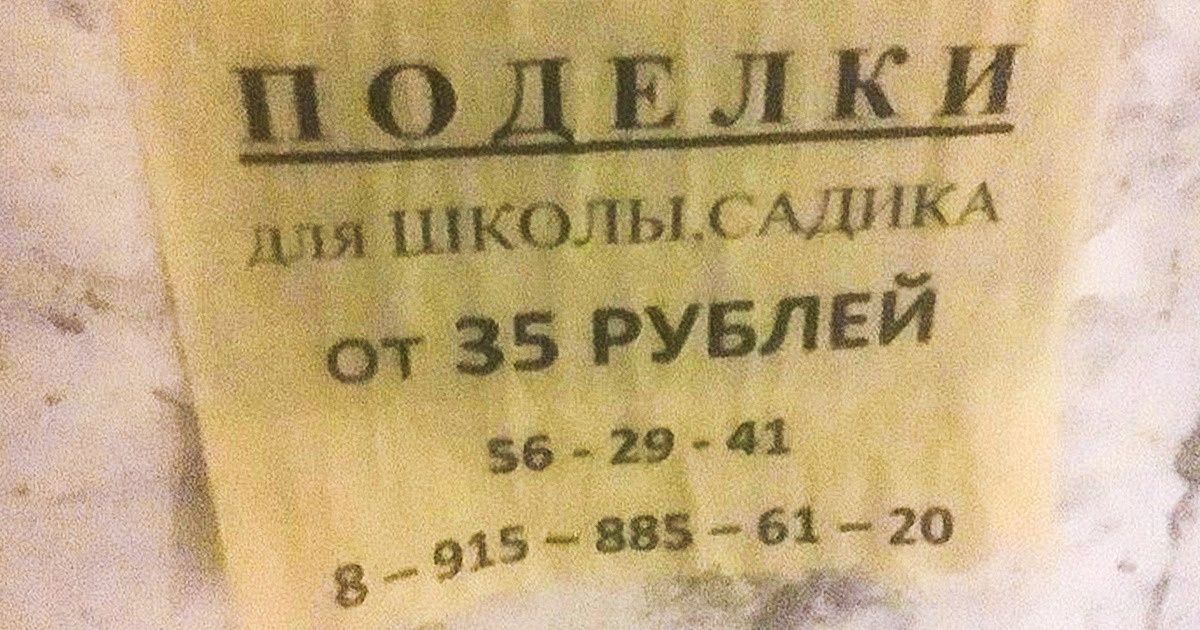 ПОДЕЛКИ
для ШКОЛЫ,САДИКА
от 35 РУБЛЕЙ
56 - 29 - 41
8 – 915 – 885 – 61 – 20